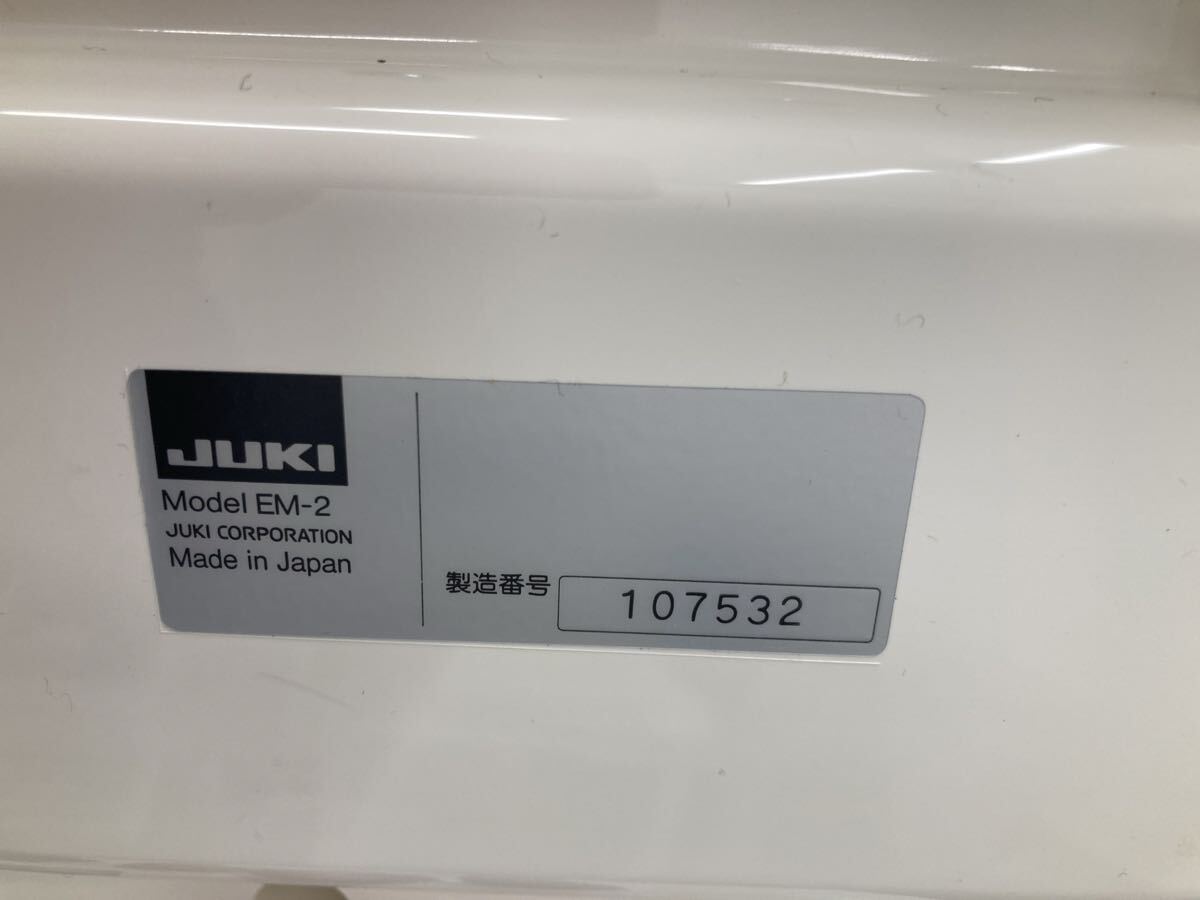 JUKI
Model EM-2
JUKI CORPORATION
Made in Japan
製造番号 107532